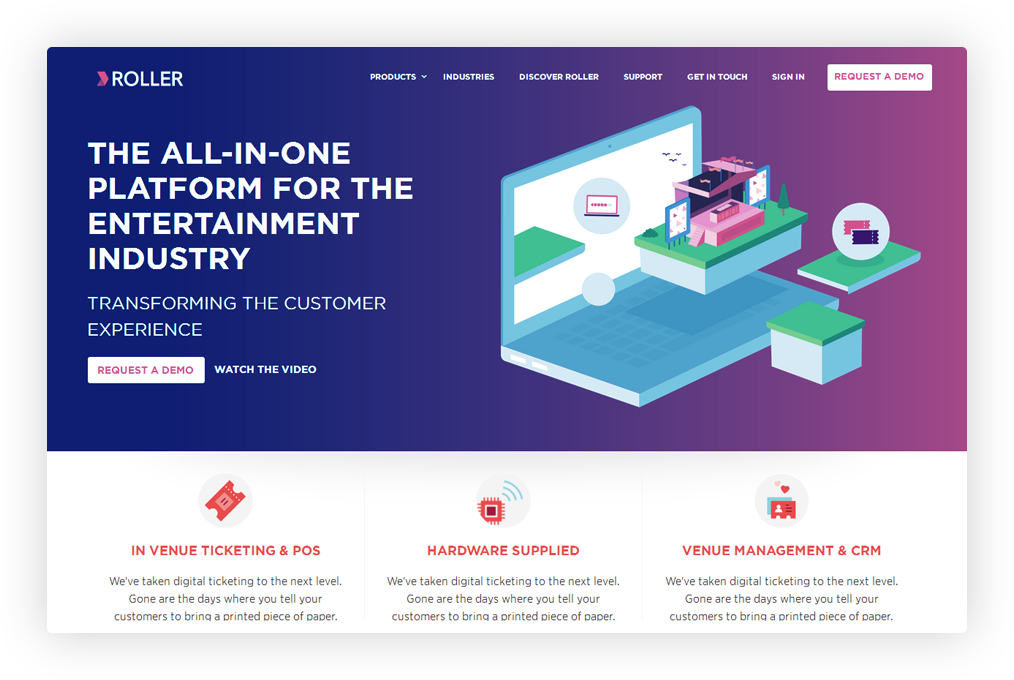 ROLLER
PRODUCTS
INDUSTRIES
DISCOVER ROLLER
SUPPORT
GET IN TOUCH
SIGN IN
REQUEST A DEMO
THE ALL-IN-ONE
PLATFORM FOR THE
ENTERTAINMENT
INDUSTRY
TRANSFORMING THE CUSTOMER
EXPERIENCE
REQUEST A DEMO
WATCH THE VIDEO
IN VENUE TICKETING & POS
We've taken digital ticketing to the next level.
Gone are the days where you tell your
customers to bring a printed piece of paper.
HARDWARE SUPPLIED
We've taken digital ticketing to the next level.
Gone are the days where you tell your
customers to bring a printed piece of paper.
VENUE MANAGEMENT & CRM
We've taken digital ticketing to the next level.
Gone are the days where you tell your
customers to bring a printed piece of paper.